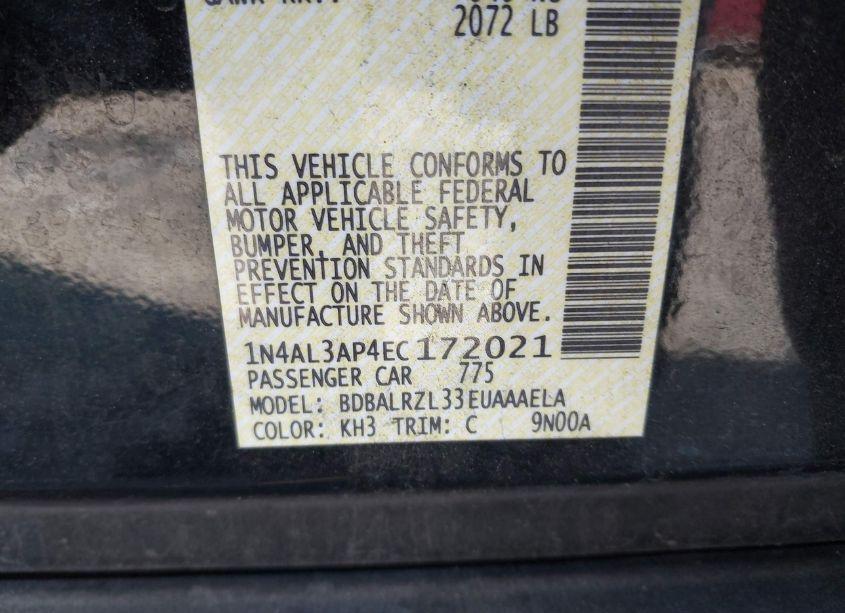 2072 LB
THIS VEHICLE CONFORMS TO
ALL APPLICABLE FEDERAL
MOTOR VEHICLE SAFETY,
BUMPER, AND THEFT
PREVENTION STANDARDS IN
EFFECT ON THE DATE OF
MANUFACTURE SHOWN ABOVE.
1N4AL3AP4EC172021
PASSENGER CAR 775
MODEL: BDBALRZL33EUAAAELA
COLOR: KH3 TRIM: C 9N00A